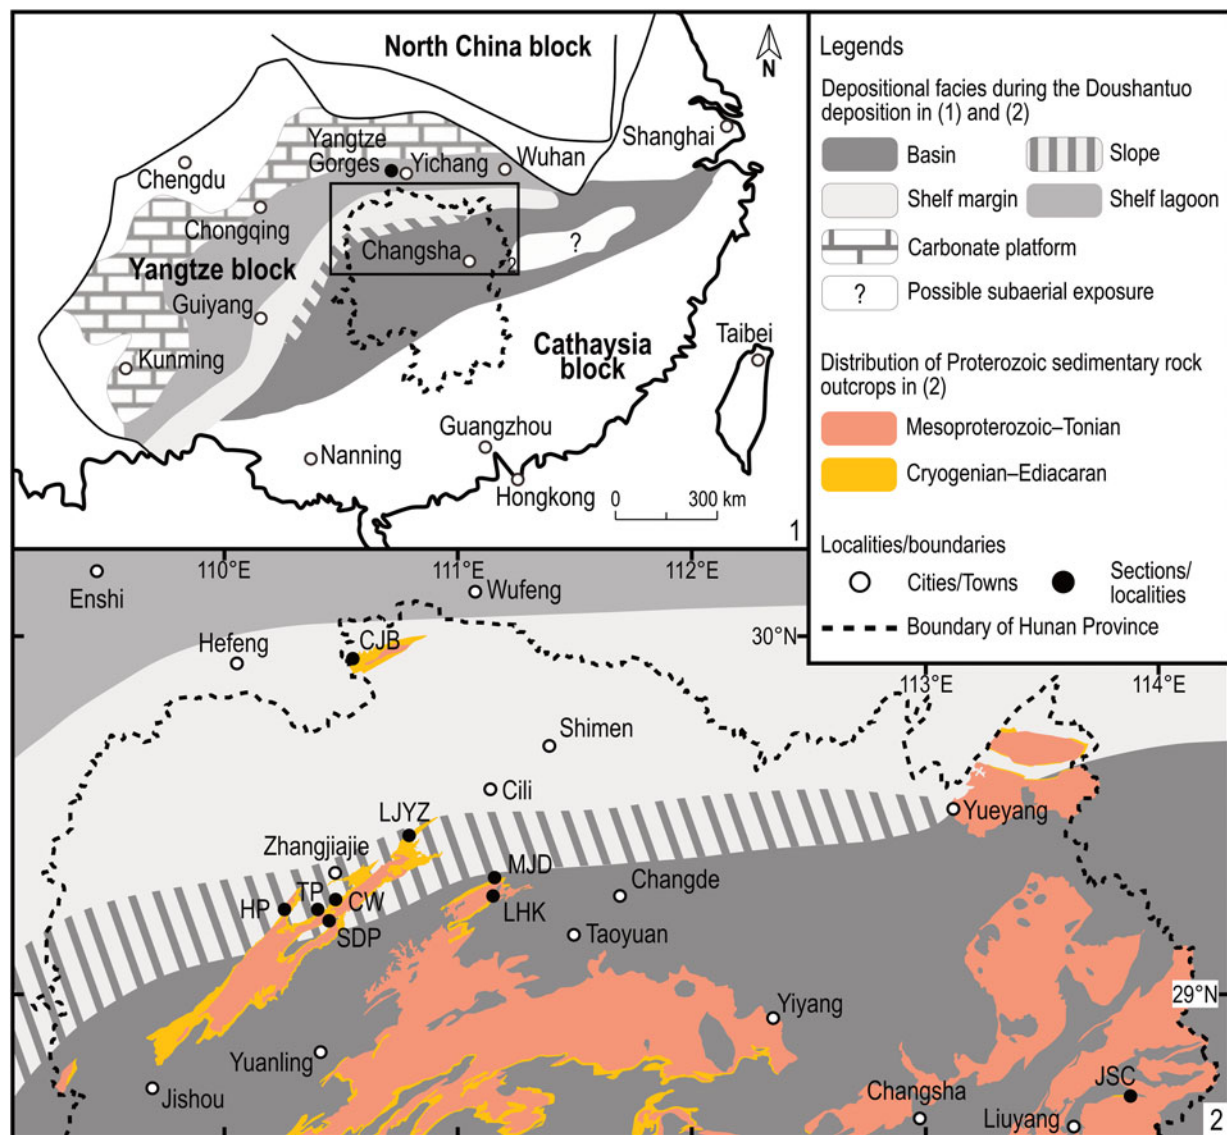 North China block
N
Shanghai
Yangtze
Gorges
Yichang
Wuhan
Chengdu
Chongqing
Changsha
?
2
Yangtze block
Guiyang
Kunming
Cathaysia
block
Taibei
Guangzhou
Nanning
Hongkong
0 300 km
1
Legends
Depositional facies during the Doushantuo
deposition in (1) and (2)
Basin
Slope
Shelf margin
Shelf lagoon
Carbonate platform
?
Possible subaerial exposure
Distribution of Proterozoic sedimentary rock
outcrops in (2)
Mesoproterozoic–Tonian
Cryogenian–Ediacaran
Localities/boundaries
Cities/Towns
Sections/
localities
Boundary of Hunan Province
110°E
111°E
112°E
Enshi
Wufeng
30°N
Hefeng
CJB
113°E
114°E
Shimen
Cili
LJYZ
Yueyang
Zhangjiajie
MJD
Changde
TP
CW
HP
LHK
SDP
Taoyuan
29°N
Yiyang
Yuanling
Jishou
Changsha
JSC
Liuyang
2